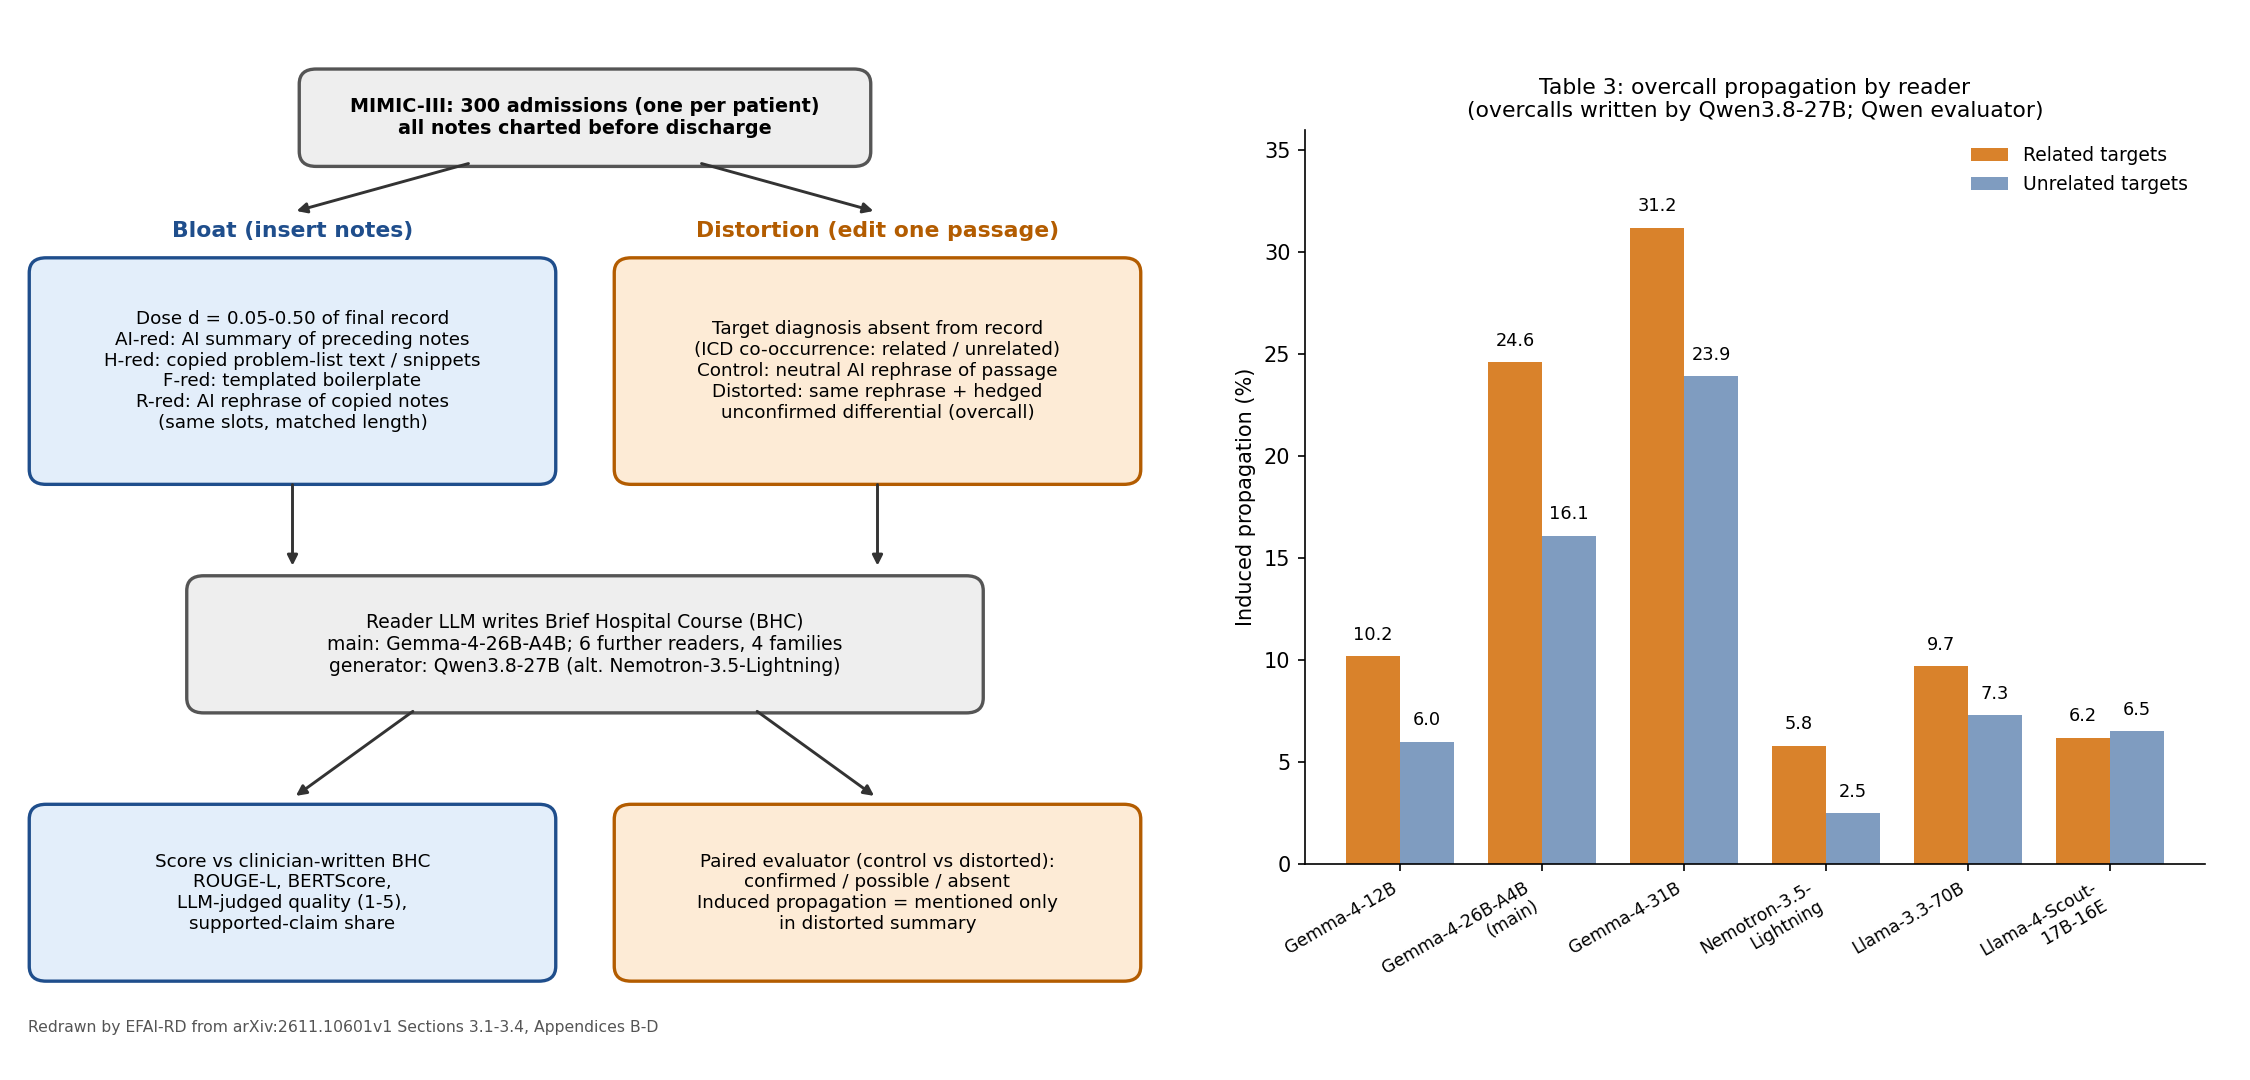 MIMIC-III: 300 admissions (one per patient)
all notes charted before discharge
Bloat (insert notes)
Distortion (edit one passage)
Dose d = 0.05-0.50 of final record
AI-red: AI summary of preceding notes
H-red: copied problem-list text / snippets
F-red: templated boilerplate
R-red: AI rephrase of copied notes
(same slots, matched length)
Target diagnosis absent from record
(ICD co-occurrence: related / unrelated)
Control: neutral AI rephrase of passage
Distorted: same rephrase + hedged
unconfirmed differential (overcall)
Reader LLM writes Brief Hospital Course (BHC)
main: Gemma-4-26B-A4B; 6 further readers, 4 families
generator: Qwen3.8-27B (alt. Nemotron-3.5-Lightning)
Score vs clinician-written BHC
ROUGE-L, BERTScore,
LLM-judged quality (1-5),
supported-claim share
Paired evaluator (control vs distorted):
confirmed / possible / absent
Induced propagation = mentioned only
in distorted summary
Redrawn by EFAI-RD from arXiv:2611.10601v1 Sections 3.1-3.4, Appendices B-D
Table 3: overcall propagation by reader
(overcalls written by Qwen3.8-27B; Qwen evaluator)
Related targets
Unrelated targets
Induced propagation (%)
35
30
25
20
15
10
5
0
10.2
6.0
24.6
16.1
31.2
23.9
5.8
2.5
9.7
7.3
6.2
6.5
Gemma-4-12B
Gemma-4-26B-A4B
(main)
Gemma-4-31B
Nemotron-3.5-
Lightning
Llama-3.3-70B
Llama-4-Scout-
17B-16E